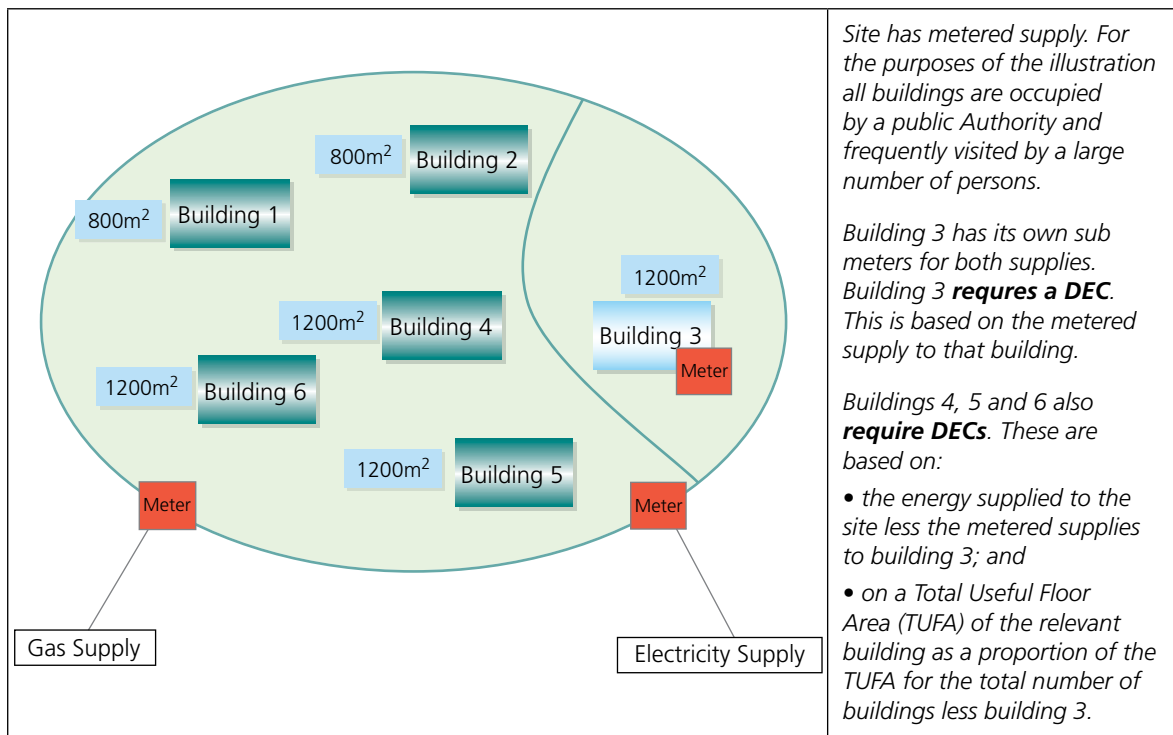 800m²
Building 2
800m²
Building 1
1200m²
1200m²
Building 4
Building 3
Meter
1200m²
Building 6
1200m²
Building 5
Meter
Meter
Gas Supply
Electricity Supply
Site has metered supply. For
the purposes of the illustration
all buildings are occupied
by a public Authority and
frequently visited by a large
number of persons.
Building 3 has its own sub
meters for both supplies.
Building 3 requres a DEC.
This is based on the metered
supply to that building.
Buildings 4, 5 and 6 also
require DECs. These are
based on:
• the energy supplied to the
site less the metered supplies
to building 3; and
• on a Total Useful Floor
Area (TUFA) of the relevant
building as a proportion of the
TUFA for the total number of
buildings less building 3.